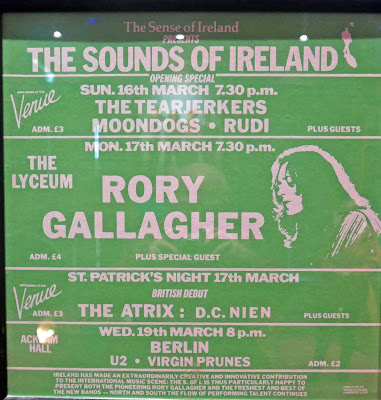 The Sense of Ireland
PRESENTS
THE SOUNDS OF IRELAND
OPENING SPECIAL
SUN. 16th MARCH 7.30 p.m.
Venue
THE TEARJERKERS
MOONDOGS • RUDI
ADM. £3
PLUS GUESTS
MON. 17th MARCH 7.30 p.m.
THE
LYCEUM
RORY
GALLAGHER
ADM. £4
PLUS SPECIAL GUEST
ST. PATRICK'S NIGHT 17th MARCH
Venue
BRITISH DEBUT
ADM. £3
THE ATRIX : D.C. NIEN
PLUS GUESTS
WED. 19th MARCH 8 p.m.
ACKLAM
HALL
BERLIN
U2 • VIRGIN PRUNES
ADM. £2
IRELAND HAS MADE AN EXTRAORDINARILY CREATIVE AND INNOVATIVE CONTRIBUTION
TO THE INTERNATIONAL MUSIC SCENE: THE S. OF I. IS THUS PARTICULARLY HAPPY TO
PRESENT BOTH THE PIONEERING RORY GALLAGHER AND THE FRESHEST AND BEST OF
THE NEW BANDS — NORTH AND SOUTH THE FLOW OF PERFORMING TALENT CONTINUES